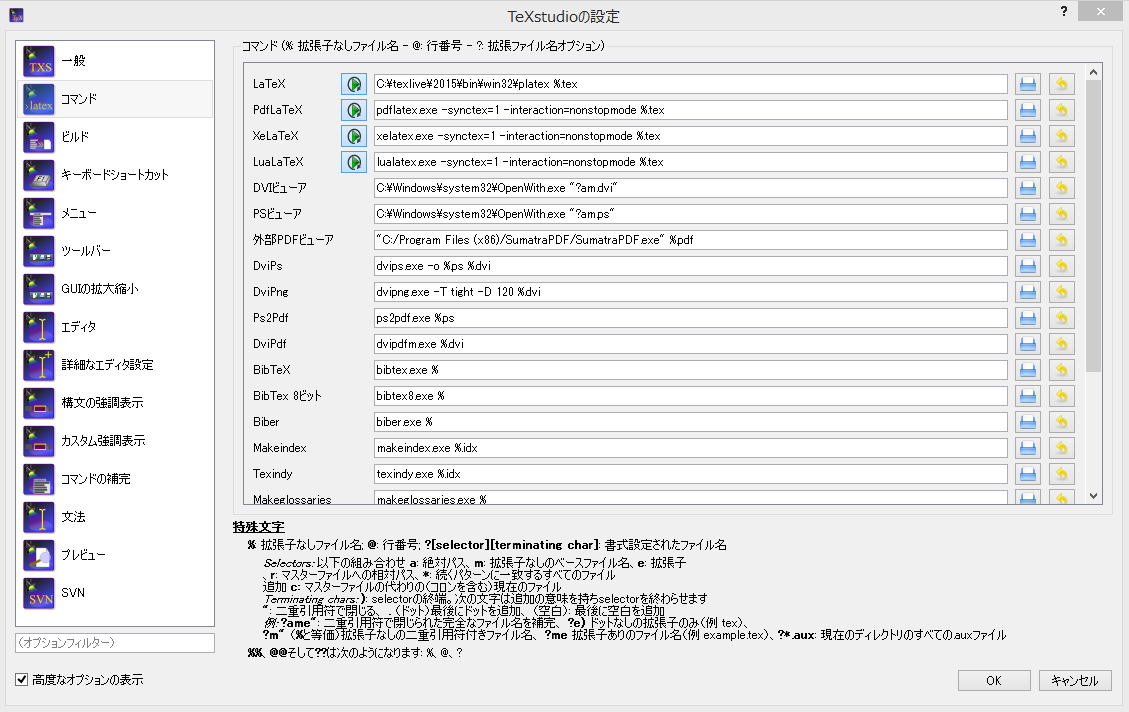 TeXstudioの設定
TXS 一般
latex コマンド
ビルド
キーボードショートカット
メニュー
ツールバー
GUIの拡大縮小
エディタ
詳細なエディタ設定
構文の強調表示
カスタム強調表示
コマンドの補完
文法
プレビュー
SVN SVN
(オプションフィルター)
高度なオプションの表示
コマンド (% 拡張子なしファイル名 - @: 行番号 - ? 拡張ファイル名オプション)
LaTeX C:¥texlive¥2015¥bin¥win32¥platex %.tex
PdfLaTeX pdflatex.exe -synctex=1 -interaction=nonstopmode %.tex
XeLaTeX xelatex.exe -synctex=1 -interaction=nonstopmode %.tex
LuaLaTeX lualatex.exe -synctex=1 -interaction=nonstopmode %.tex
DVIビューア C:¥Windows¥system32¥OpenWith.exe "?am.dvi"
PSビューア C:¥Windows¥system32¥OpenWith.exe "?am.ps"
外部PDFビューア "C:/Program Files (x86)/SumatraPDF/SumatraPDF.exe" %.pdf
DviPs dvips.exe -o %.ps %.dvi
DviPng dvipng.exe -T tight -D 120 %.dvi
Ps2Pdf ps2pdf.exe %.ps
DviPdf dvipdfm.exe %.dvi
BibTeX bibtex.exe %
BibTex 8ビット bibtex8.exe %
Biber biber.exe %
Makeindex makeindex.exe %.idx
Texindy texindy.exe %.idx
Makeglossaries makeglossaries.exe %
特殊文字
% 拡張子なしファイル名; @: 行番号; ?[selector][terminating char]: 書式設定されたファイル名
Selectors: 以下の組み合わせ a: 絶対パス、m: 拡張子なしのベースファイル名、e: 拡張子
、r: マスターファイルへの相対パス、*: 続くパターンに一致するすべてのファイル
追加 c: マスターファイルの代わりの(コロンを含む)現在のファイル
Terminating chars: ): selectorの終端。次の文字は追加の意味を持ちselectorを終わらせます
": 二重引用符で閉じる、 . (ドット)最後にドットを追加、 (空白): 最後に空白を追加
例: ?ame": 二重引用符で閉じられた完全なファイル名を補完、?e) ドットなしの拡張子のみ(例 tex)、
?m" (%と等価)拡張子なしの二重引用符付きファイル名、?me 拡張子ありのファイル名(例 example.tex)、?*.aux: 現在のディレクトリのすべての.auxファイル
%%、@@そして??は次のようになります: %、@、?
OK キャンセル